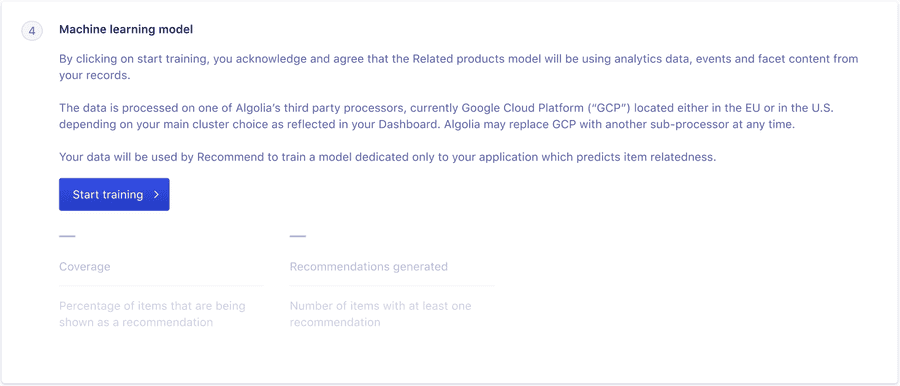 4
Machine learning model
By clicking on start training, you acknowledge and agree that the Related products model will be using analytics data, events and facet content from
your records.
The data is processed on one of Algolia’s third party processors, currently Google Cloud Platform (“GCP”) located either in the EU or in the U.S.
depending on your main cluster choice as reflected in your Dashboard. Algolia may replace GCP with another sub-processor at any time.
Your data will be used by Recommend to train a model dedicated only to your application which predicts item relatedness.
Start training
— —
Coverage Recommendations generated
Percentage of items that are being
shown as a recommendation
Number of items with at least one
recommendation